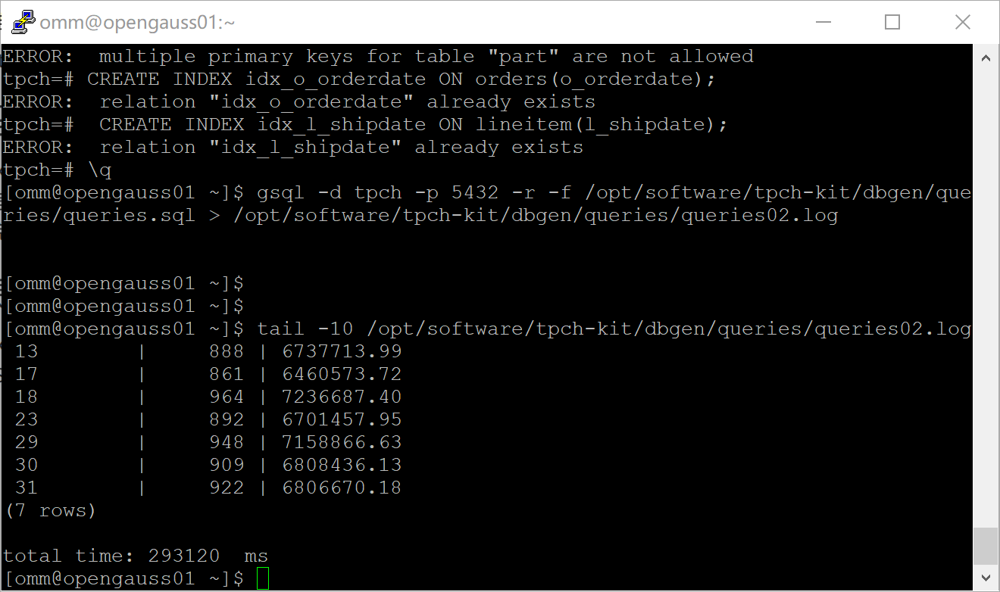 omm@opengauss01:~
ERROR:  multiple primary keys for table "part" are not allowed
tpch=# CREATE INDEX idx_o_orderdate ON orders(o_orderdate);
ERROR:  relation "idx_o_orderdate" already exists
tpch=#  CREATE INDEX idx_l_shipdate ON lineitem(l_shipdate);
ERROR:  relation "idx_l_shipdate" already exists
tpch=# \q
[omm@opengauss01 ~]$ gsql -d tpch -p 5432 -r -f /opt/software/tpch-kit/dbgen/que
ries/queries.sql > /opt/software/tpch-kit/dbgen/queries/queries02.log
[omm@opengauss01 ~]$
[omm@opengauss01 ~]$
[omm@opengauss01 ~]$ tail -10 /opt/software/tpch-kit/dbgen/queries/queries02.log
 13        |     888 | 6737713.99
 17        |     861 | 6460573.72
 18        |     964 | 7236687.40
 23        |     892 | 6701457.95
 29        |     948 | 7158866.63
 30        |     909 | 6808436.13
 31        |     922 | 6806670.18
(7 rows)
total time: 293120  ms
[omm@opengauss01 ~]$